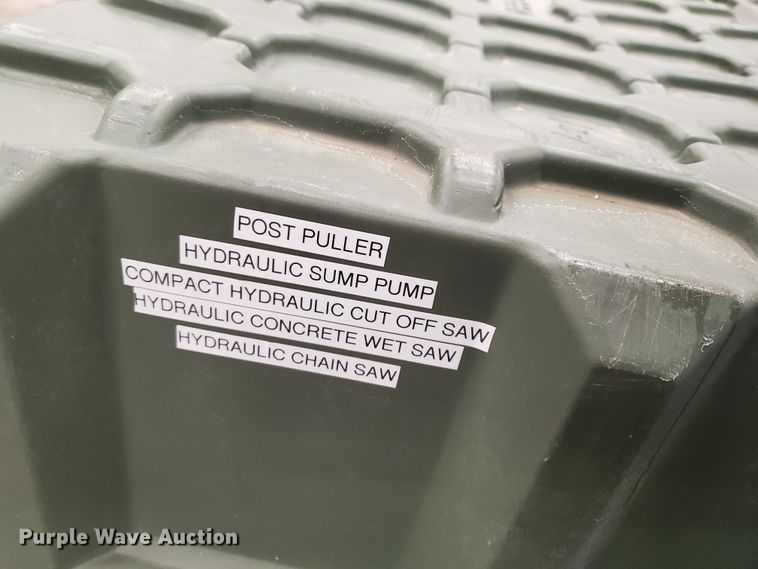 POST PULLER
HYDRAULIC SUMP PUMP
COMPACT HYDRAULIC CUT OFF SAW
HYDRAULIC CONCRETE WET SAW
HYDRAULIC CHAIN SAW
Purple Wave Auction